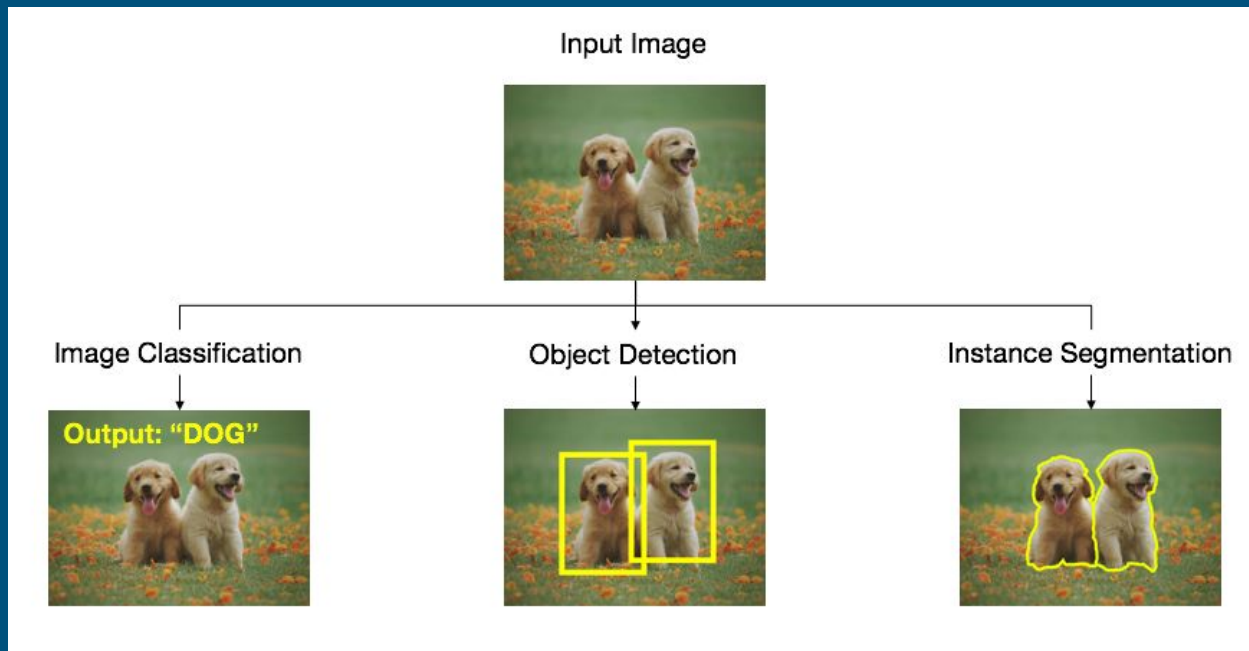 Input Image
Image Classification
Object Detection
Instance Segmentation
Output: “DOG”